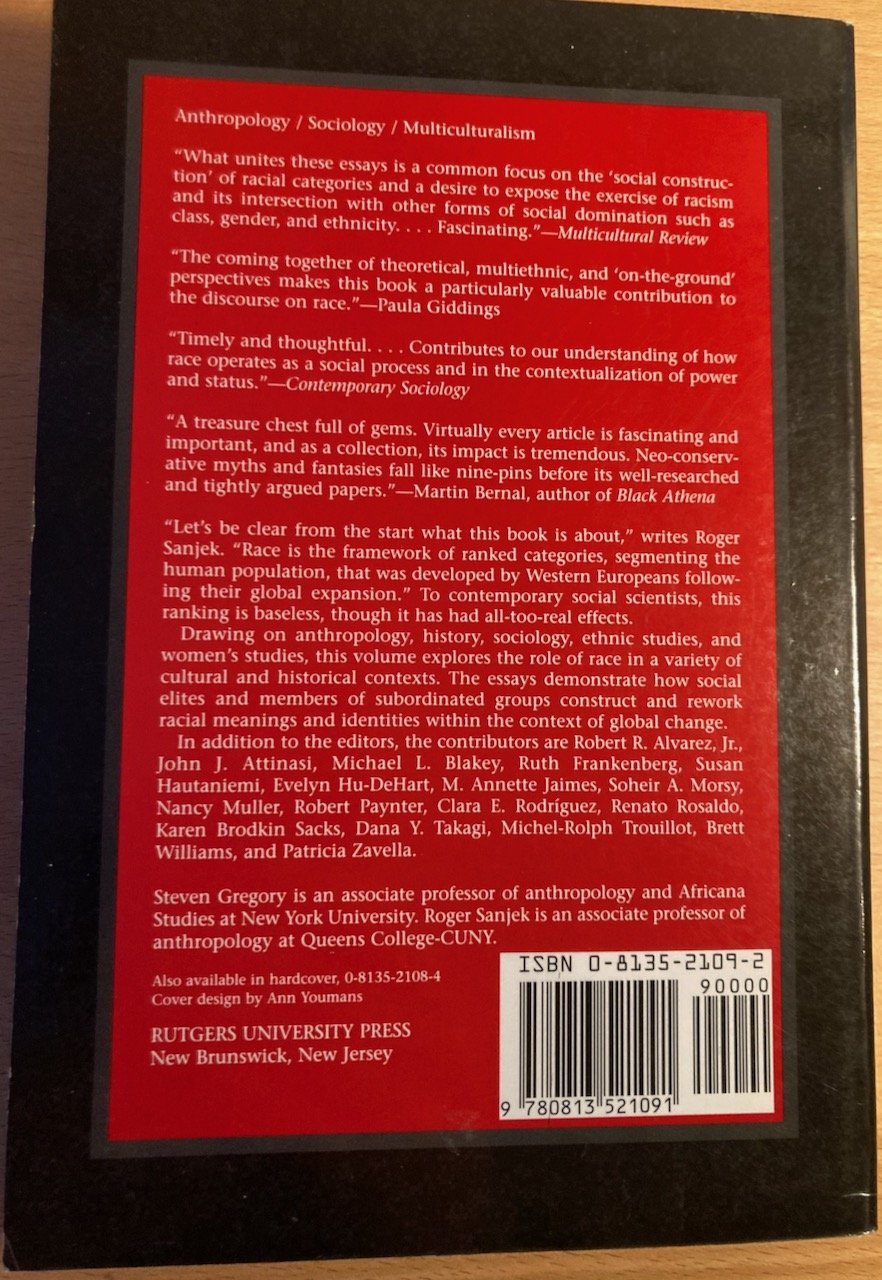 Anthropology / Sociology / Multiculturalism
“What unites these essays is a common focus on the ‘social construc-
tion’ of racial categories and a desire to expose the exercise of racism
and its intersection with other forms of social domination such as
class, gender, and ethnicity. . . . Fascinating.”—Multicultural Review
“The coming together of theoretical, multiethnic, and ‘on-the-ground’
perspectives makes this book a particularly valuable contribution to
the discourse on race.”—Paula Giddings
“Timely and thoughtful. . . . Contributes to our understanding of how
race operates as a social process and in the contextualization of power
and status.”—Contemporary Sociology
“A treasure chest full of gems. Virtually every article is fascinating and
important, and as a collection, its impact is tremendous. Neo-conserv-
ative myths and fantasies fall like nine-pins before its well-researched
and tightly argued papers.”—Martin Bernal, author of Black Athena
“Let’s be clear from the start what this book is about,” writes Roger
Sanjek. “Race is the framework of ranked categories, segmenting the
human population, that was developed by Western Europeans follow-
ing their global expansion.” To contemporary social scientists, this
ranking is baseless, though it has had all-too-real effects.
Drawing on anthropology, history, sociology, ethnic studies, and
women’s studies, this volume explores the role of race in a variety of
cultural and historical contexts. The essays demonstrate how social
elites and members of subordinated groups construct and rework
racial meanings and identities within the context of global change.
In addition to the editors, the contributors are Robert R. Alvarez, Jr.,
John J. Attinasi, Michael L. Blakey, Ruth Frankenberg, Susan
Hautaniemi, Evelyn Hu-DeHart, M. Annette Jaimes, Soheir A. Morsy,
Nancy Muller, Robert Paynter, Clara E. Rodríguez, Renato Rosaldo,
Karen Brodkin Sacks, Dana Y. Takagi, Michel-Rolph Trouillot, Brett
Williams, and Patricia Zavella.
Steven Gregory is an associate professor of anthropology and Africana
Studies at New York University. Roger Sanjek is an associate professor of
anthropology at Queens College-CUNY.
Also available in hardcover, 0-8135-2108-4
Cover design by Ann Youmans
RUTGERS UNIVERSITY PRESS
New Brunswick, New Jersey
ISBN 0-8135-2109-2
90000
9 780813 521091